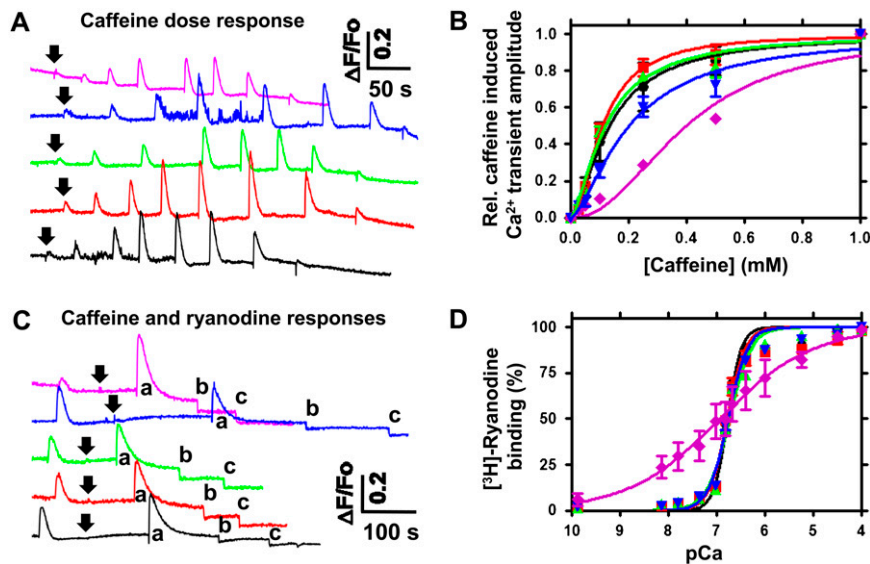 A
Caffeine dose response
ΔF/Fo
0.2
50 s
B
Rel. caffeine induced
Ca²⁺ transient amplitude
1.0
0.8
0.6
0.4
0.2
0.0
0.0 0.2 0.4 0.6 0.8 1.0
[Caffeine] (mM)
C
Caffeine and ryanodine responses
a b c
a b c
a b c
a b c
a b c
ΔF/Fo
0.2
100 s
D
[³H]-Ryanodine
binding (%)
100
75
50
25
0
10 9 8 7 6 5 4
pCa